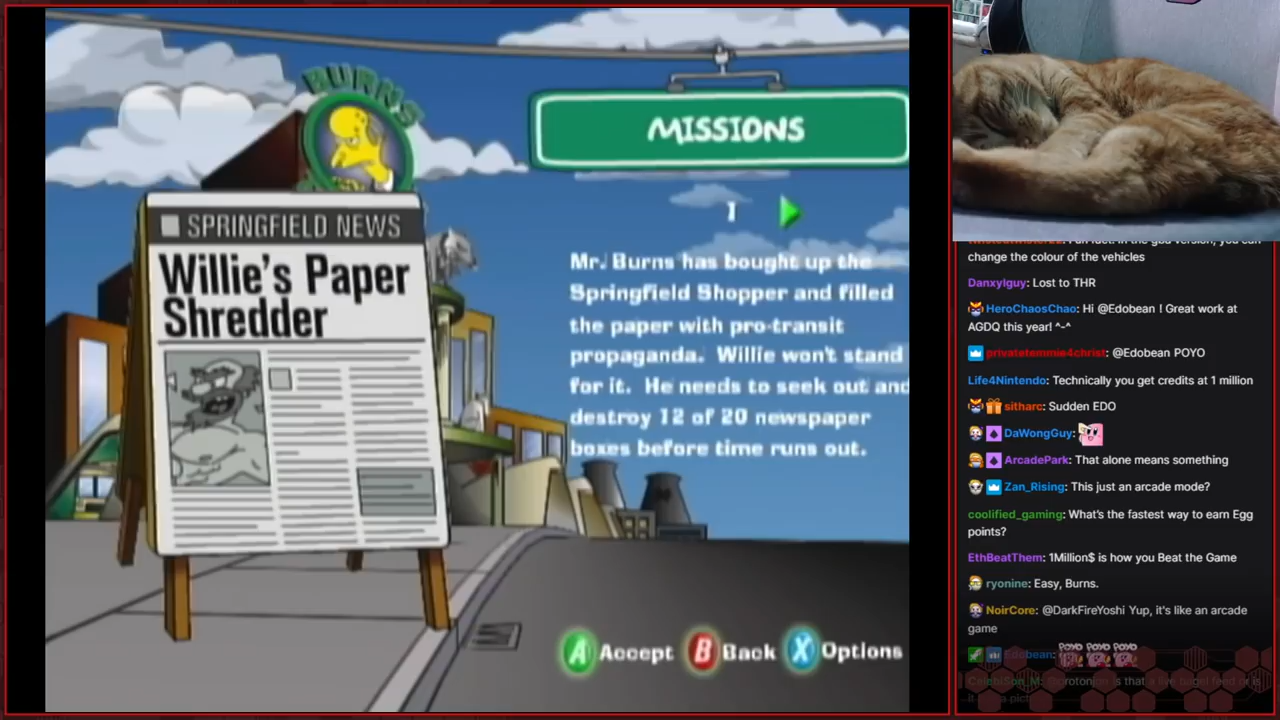 BURNS
MISSIONS
SPRINGFIELD NEWS
Willie's Paper
Shredder
1
Mr. Burns has bought up the
Springfield Shopper and filled
the paper with pro-transit
propaganda. Willie won't stand
for it. He needs to seek out and
destroy 12 of 20 newspaper
boxes before time runs out.
A Accept B Back X Options
change the colour of the vehicles
Danxylguy: Lost to THR
HeroChaosChao: Hi @Edobean ! Great work at
AGDQ this year! ^-^
privatetemmie4christ: @Edobean POYO
Life4Nintendo: Technically you get credits at 1 million
sitharc: Sudden EDO
DaWongGuy:
ArcadePark: That alone means something
Zan_Rising: This just an arcade mode?
coolified_gaming: What's the fastest way to earn Egg
points?
EthBeatThem: 1Million$ is how you Beat the Game
ryonine: Easy, Burns.
NoirCore: @DarkFireYoshi Yup, it's like an arcade
game
Edobean: POYO POYO POYO